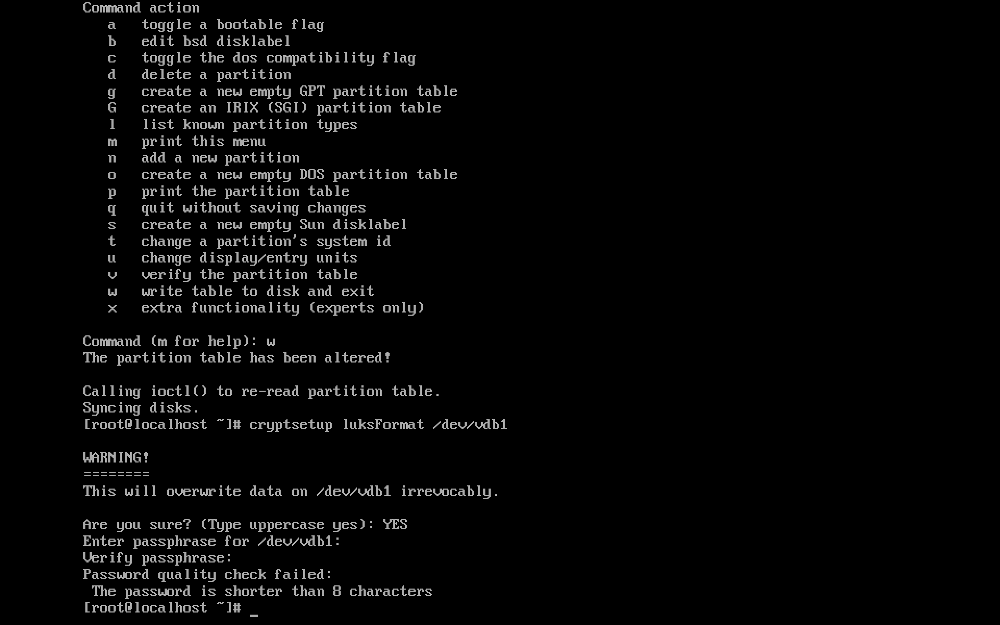 Command action
   a   toggle a bootable flag
   b   edit bsd disklabel
   c   toggle the dos compatibility flag
   d   delete a partition
   g   create a new empty GPT partition table
   G   create an IRIX (SGI) partition table
   l   list known partition types
   m   print this menu
   n   add a new partition
   o   create a new empty DOS partition table
   p   print the partition table
   q   quit without saving changes
   s   create a new empty Sun disklabel
   t   change a partition's system id
   u   change display/entry units
   v   verify the partition table
   w   write table to disk and exit
   x   extra functionality (experts only)

Command (m for help): w
The partition table has been altered!

Calling ioctl() to re-read partition table.
Syncing disks.
[root@localhost ~]# cryptsetup luksFormat /dev/vdb1

WARNING!
========
This will overwrite data on /dev/vdb1 irrevocably.

Are you sure? (Type uppercase yes): YES
Enter passphrase for /dev/vdb1:
Verify passphrase:
Password quality check failed:
 The password is shorter than 8 characters
[root@localhost ~]# _